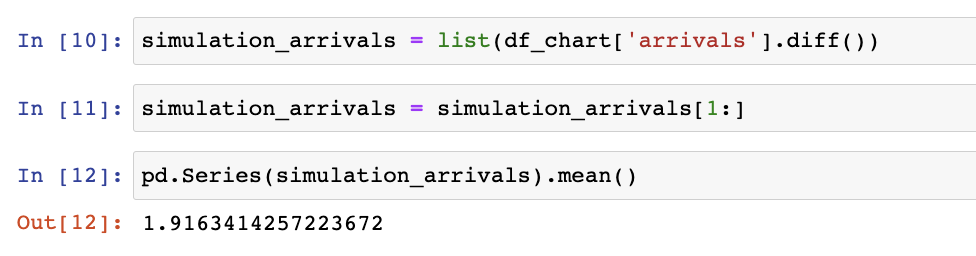 In [10]: simulation_arrivals = list(df_chart['arrivals'].diff())
In [11]: simulation_arrivals = simulation_arrivals[1:]
In [12]: pd.Series(simulation_arrivals).mean()
Out[12]: 1.9163414257223672